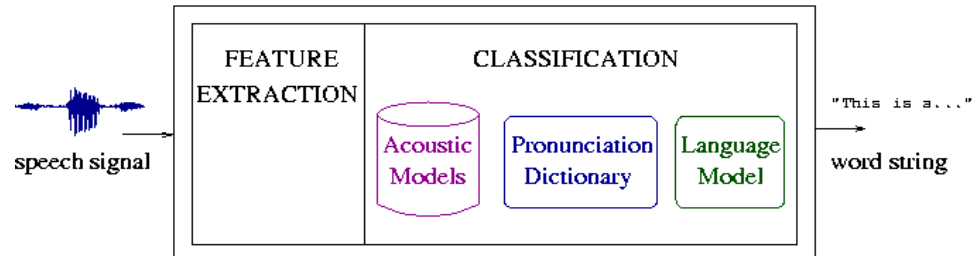 speech signal
FEATURE
EXTRACTION
CLASSIFICATION
Acoustic
Models
Pronunciation
Dictionary
Language
Model
"This is a..."
word string